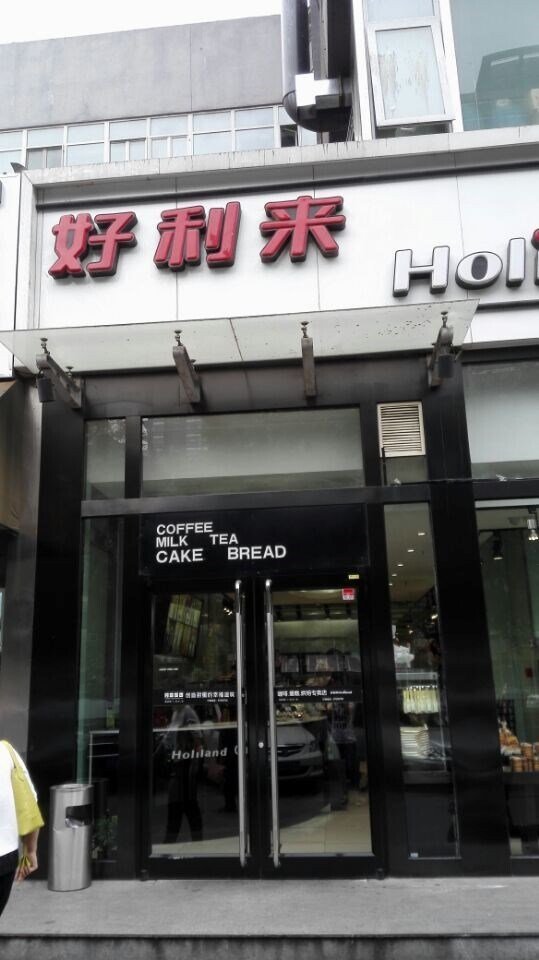 好利来
Holi
COFFEE
MILK TEA
CAKE BREAD
Holiland